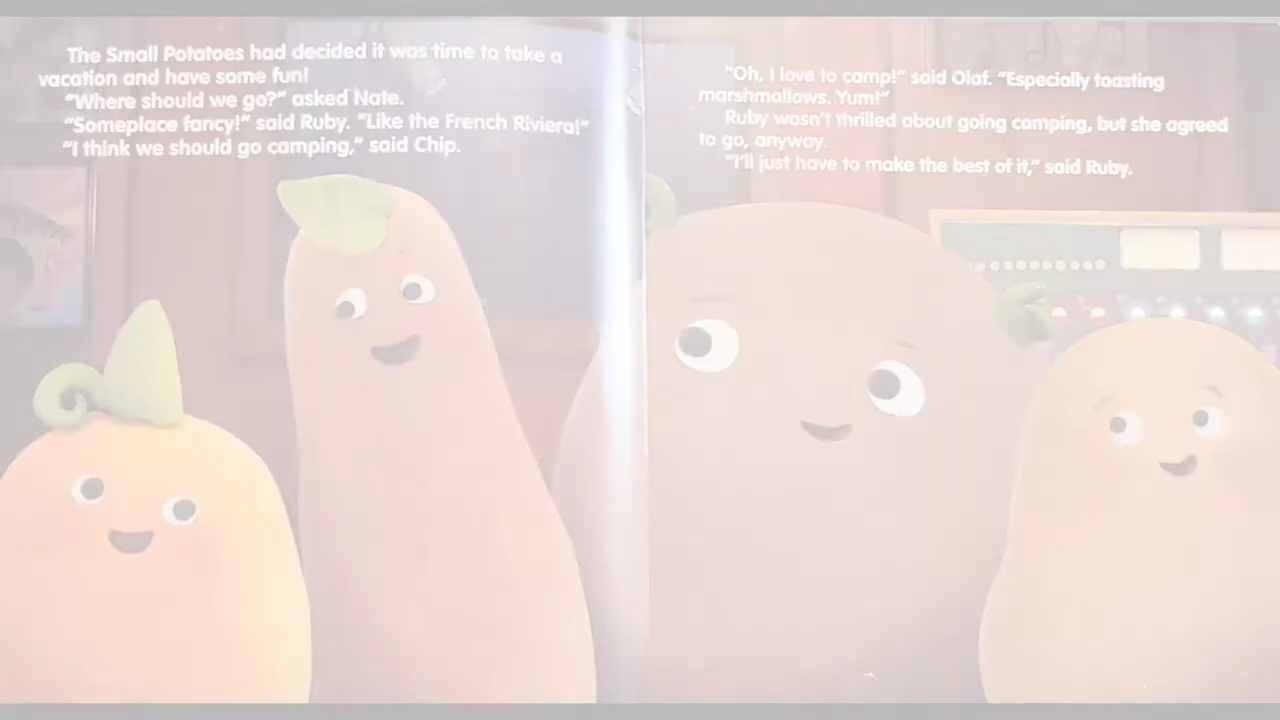 The Small Potatoes had decided it was time to take a
vacation and have some fun!
"Where should we go?" asked Nate.
"Someplace fancy!" said Ruby. "Like the French Riviera!"
"I think we should go camping," said Chip.
"Oh, I love to camp!" said Olaf. "Especially toasting
marshmallows. Yum!"
Ruby wasn't thrilled about going camping, but she agreed
to go, anyway.
"I'll just have to make the best of it," said Ruby.